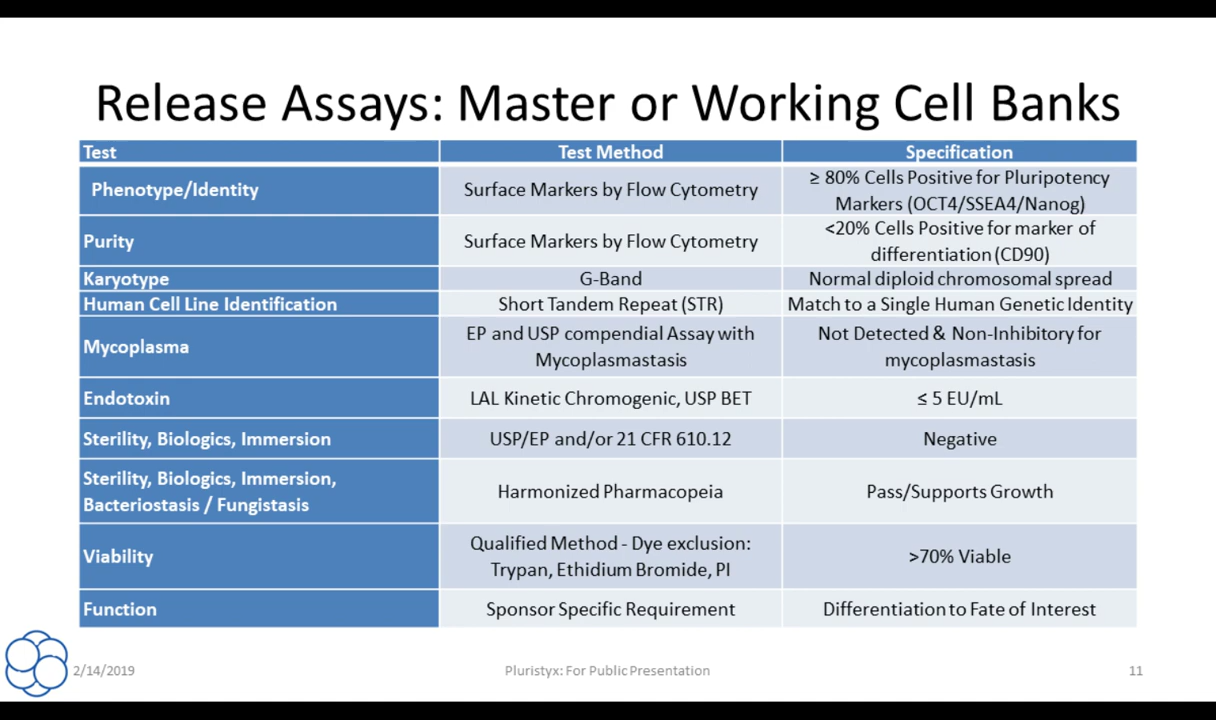 Release Assays: Master or Working Cell Banks
Test
Test Method
Specification
Phenotype/Identity
Surface Markers by Flow Cytometry
≥ 80% Cells Positive for Pluripotency
Markers (OCT4/SSEA4/Nanog)
Purity
Surface Markers by Flow Cytometry
<20% Cells Positive for marker of
differentiation (CD90)
Karyotype
G-Band
Normal diploid chromosomal spread
Human Cell Line Identification
Short Tandem Repeat (STR)
Match to a Single Human Genetic Identity
Mycoplasma
EP and USP compendial Assay with
Mycoplasmastasis
Not Detected & Non-Inhibitory for
mycoplasmastasis
Endotoxin
LAL Kinetic Chromogenic, USP BET
≤ 5 EU/mL
Sterility, Biologics, Immersion
USP/EP and/or 21 CFR 610.12
Negative
Sterility, Biologics, Immersion,
Bacteriostasis / Fungistasis
Harmonized Pharmacopeia
Pass/Supports Growth
Viability
Qualified Method - Dye exclusion:
Trypan, Ethidium Bromide, PI
>70% Viable
Function
Sponsor Specific Requirement
Differentiation to Fate of Interest
2/14/2019
Pluristyx: For Public Presentation
11